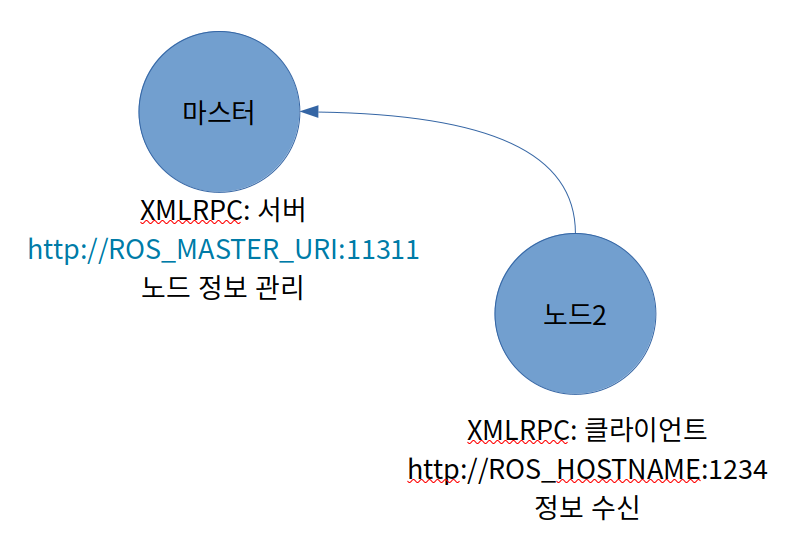 마스터
XMLRPC: 서버
http://ROS_MASTER_URI:11311
노드 정보 관리
노드2
XMLRPC: 클라이언트
http://ROS_HOSTNAME:1234
정보 수신